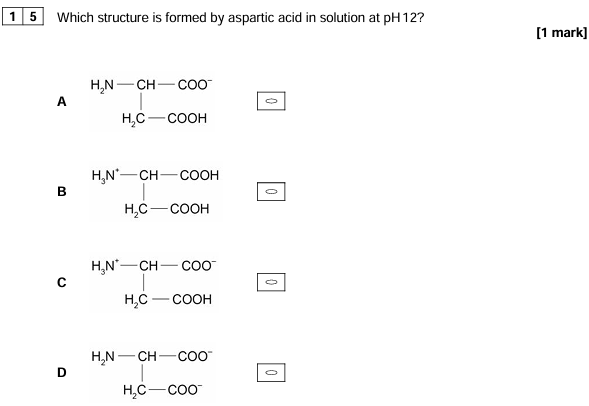 1 5 Which structure is formed by aspartic acid in solution at pH 12?
[1 mark]
A
H₂N — CH — COO⁻
H₂C — COOH
B
H₃N⁺ — CH — COOH
H₂C — COOH
C
H₃N⁺ — CH — COO⁻
H₂C — COOH
D
H₂N — CH — COO⁻
H₂C — COO⁻